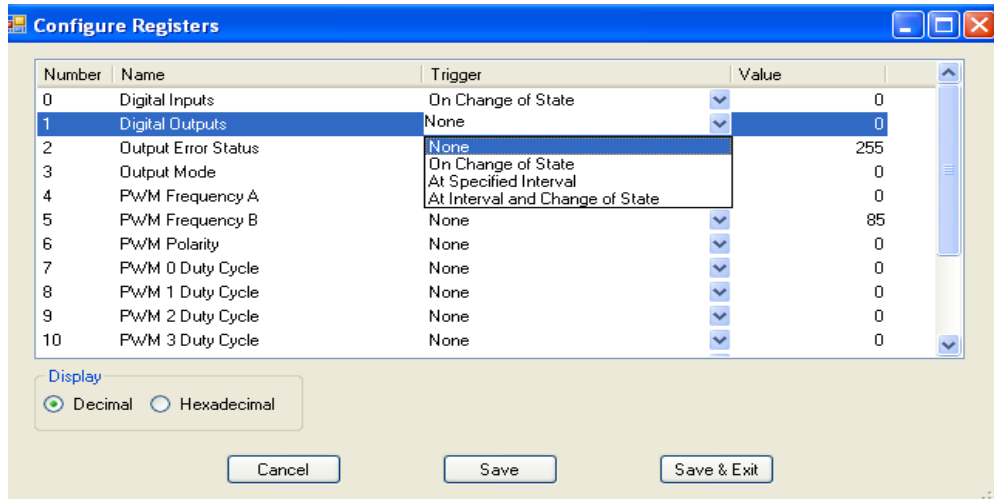 Configure Registers
Number Name Trigger Value
0 Digital Inputs On Change of State 0
1 Digital Outputs None 0
2 Output Error Status None 255
3 Output Mode On Change of State 0
At Specified Interval
4 PWM Frequency A At Interval and Change of State 0
5 PWM Frequency B None 85
6 PWM Polarity None 0
7 PWM 0 Duty Cycle None 0
8 PWM 1 Duty Cycle None 0
9 PWM 2 Duty Cycle None 0
10 PWM 3 Duty Cycle None 0
Display
Decimal Hexadecimal
Cancel Save Save & Exit